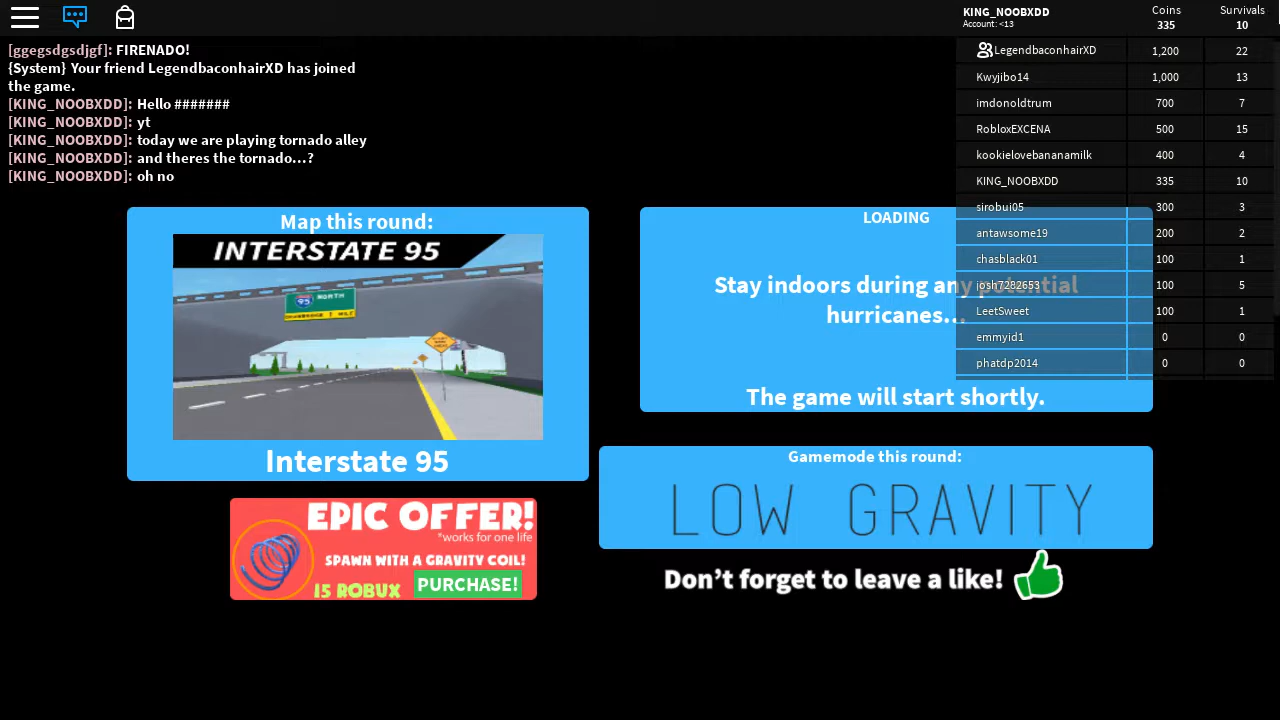 KING_NOOBXDD
Account: <13
Coins
335
Survivals
10
[ggegsdgsdjgf]: FIRENADO!
{System} Your friend LegendbaconhairXD has joined
the game.
[KING_NOOBXDD]: Hello #######
[KING_NOOBXDD]: yt
[KING_NOOBXDD]: today we are playing tornado alley
[KING_NOOBXDD]: and theres the tornado...?
[KING_NOOBXDD]: oh no
LegendbaconhairXD 1,200 22
Kwyjibo14 1,000 13
imdonoldtrum 700 7
RobloxEXCENA 500 15
kookielovebananamilk 400 4
KING_NOOBXDD 335 10
sirobui05 300 3
antawsome19 200 2
chasblack01 100 1
josh7282653 100 5
LeetSweet 100 1
emmyid1 0 0
phatdp2014 0 0
Map this round:
INTERSTATE 95
95 NORTH
1 MILE
Interstate 95
LOADING
Stay indoors during any potential
hurricanes...
The game will start shortly.
Gamemode this round:
LOW GRAVITY
EPIC OFFER!
*works for one life
SPAWN WITH A GRAVITY COIL!
15 ROBUX
PURCHASE!
Don't forget to leave a like!